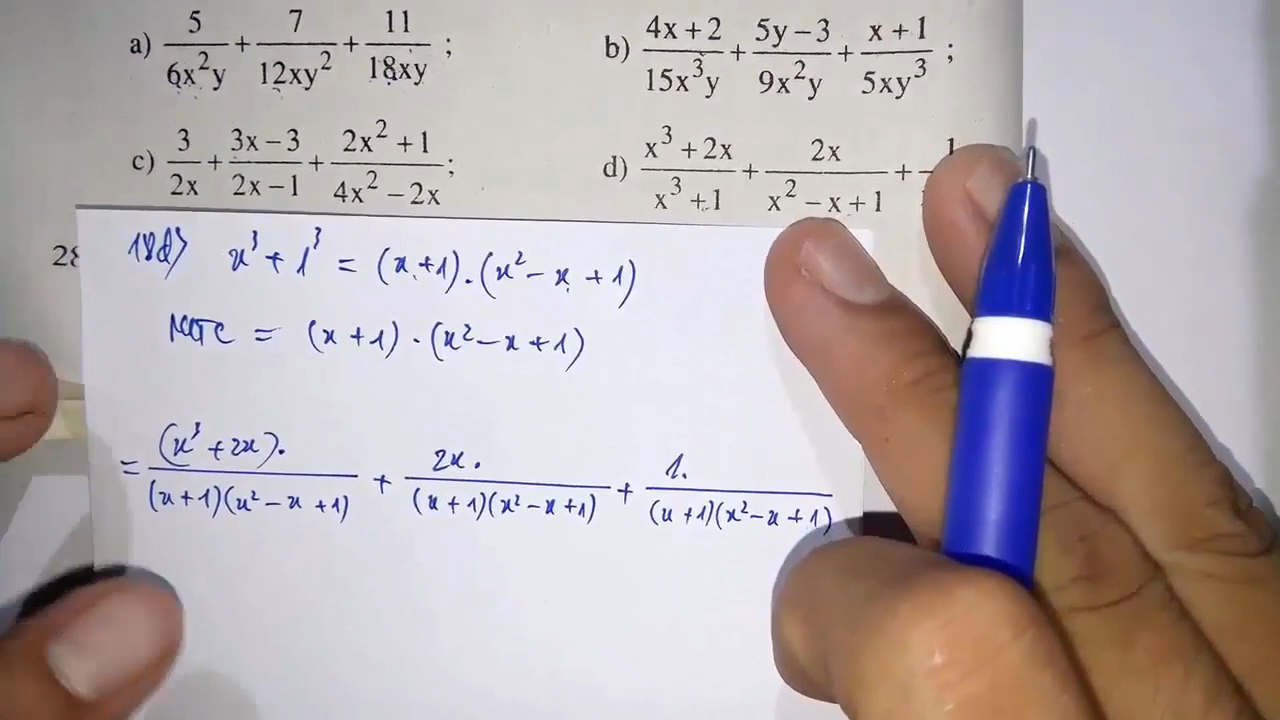 a) 5/(6x²y) + 7/(12xy²) + 11/(18xy) ;
b) (4x + 2)/(15x³y) + (5y − 3)/(9x²y) + (x + 1)/(5xy³) ;
c) 3/(2x) + (3x − 3)/(2x − 1) + (2x² + 1)/(4x² − 2x) ;
d) (x³ + 2x)/(x³ + 1) + 2x/(x² − x + 1) + 1
28
18d) x³ + 1³ = (x + 1).(x² − x + 1)
MTC = (x + 1) . (x² − x + 1)
= (x³ + 2x)./((x + 1)(x² − x + 1)) + 2x./((x + 1)(x² − x + 1)) + 1./((x + 1)(x² − x + 1))